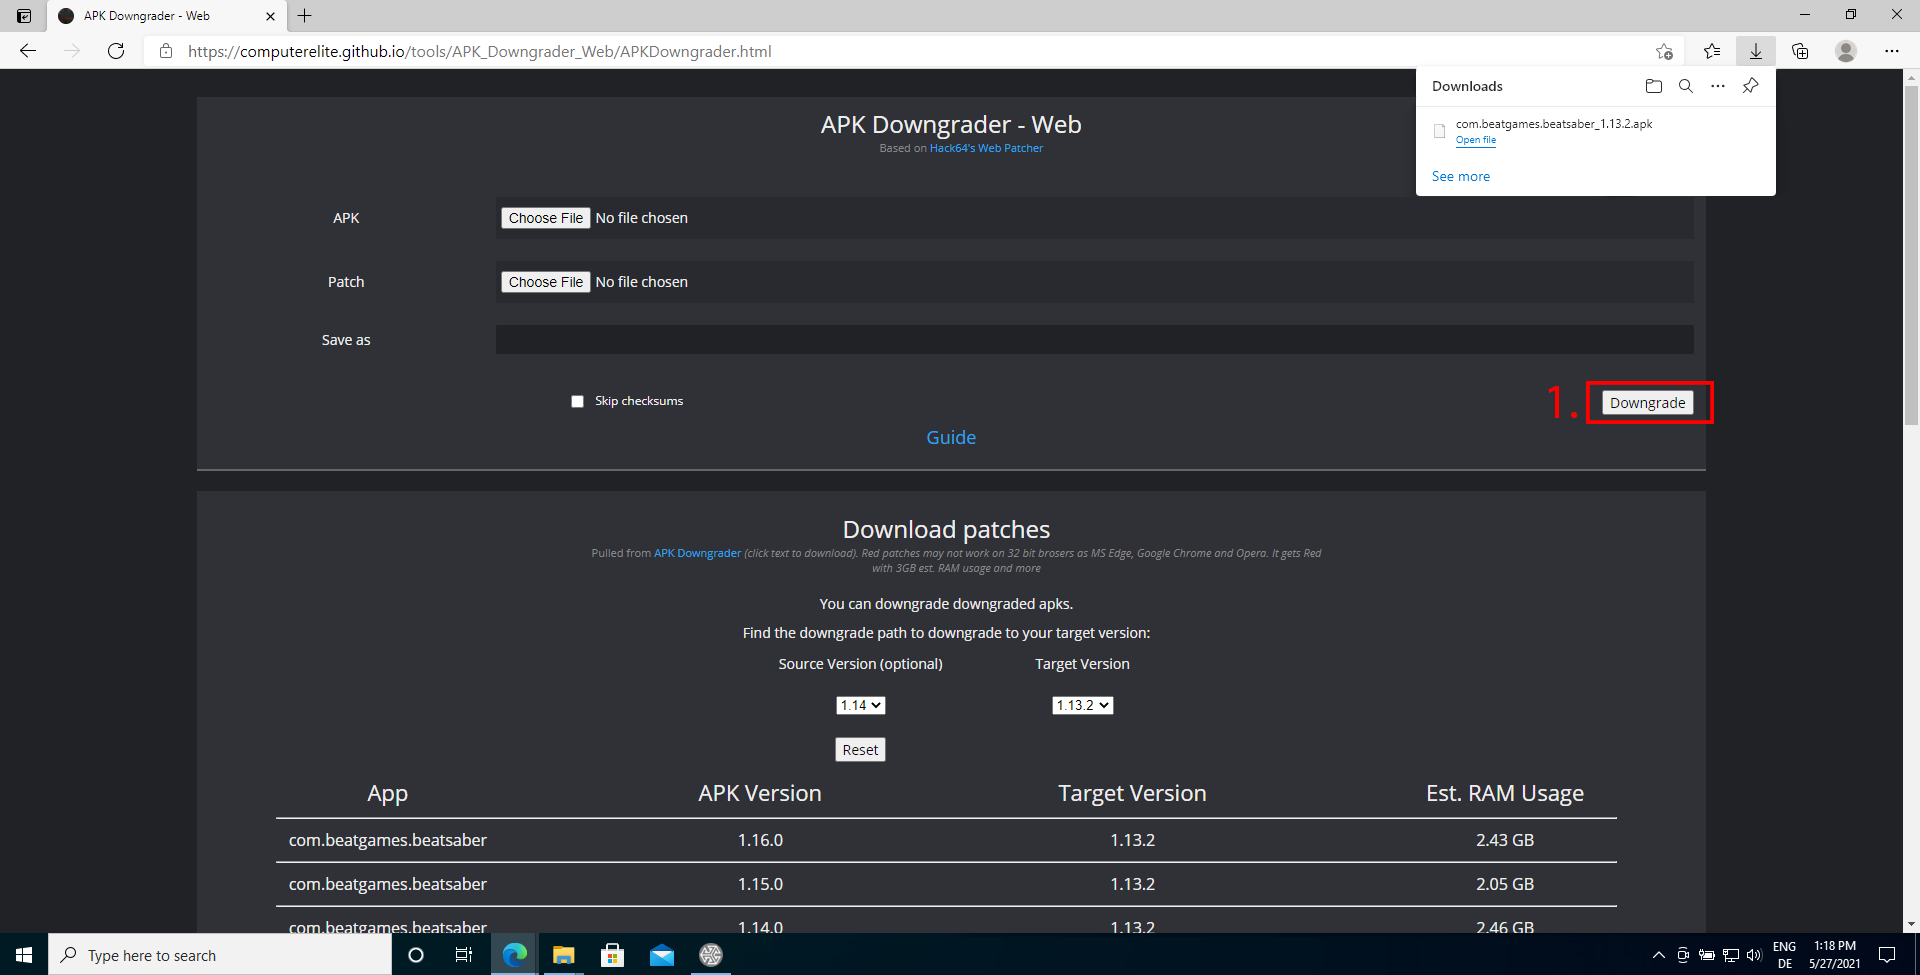 APK Downgrader - Web
https://computerelite.github.io/tools/APK_Downgrader_Web/APKDowngrader.html
Downloads
com.beatgames.beatsaber_1.13.2.apk
Open file
See more
APK Downgrader - Web
Based on Hack64's Web Patcher
APK
Choose File No file chosen
Patch
Choose File No file chosen
Save as
Skip checksums
1.
Downgrade
Guide
Download patches
Pulled from APK Downgrader (click text to download). Red patches may not work on 32 bit brosers as MS Edge, Google Chrome and Opera. It gets Red
with 3GB est. RAM usage and more
You can downgrade downgraded apks.
Find the downgrade path to downgrade to your target version:
Source Version (optional) Target Version
1.14 1.13.2
Reset
App APK Version Target Version Est. RAM Usage
com.beatgames.beatsaber 1.16.0 1.13.2 2.43 GB
com.beatgames.beatsaber 1.15.0 1.13.2 2.05 GB
com.beatgames.beatsaber 1.14.0 1.13.2 2.46 GB
Type here to search
ENG
DE
1:18 PM
5/27/2021